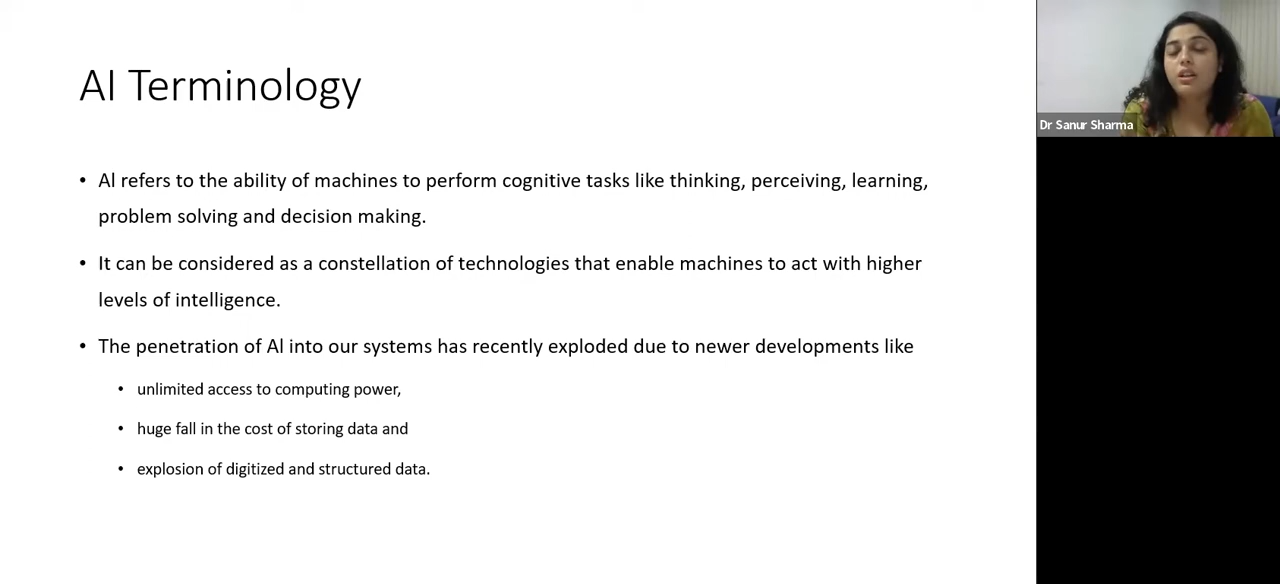 AI Terminology
• AI refers to the ability of machines to perform cognitive tasks like thinking, perceiving, learning,
problem solving and decision making.
• It can be considered as a constellation of technologies that enable machines to act with higher
levels of intelligence.
• The penetration of AI into our systems has recently exploded due to newer developments like
• unlimited access to computing power,
• huge fall in the cost of storing data and
• explosion of digitized and structured data.
Dr Sanur Sharma